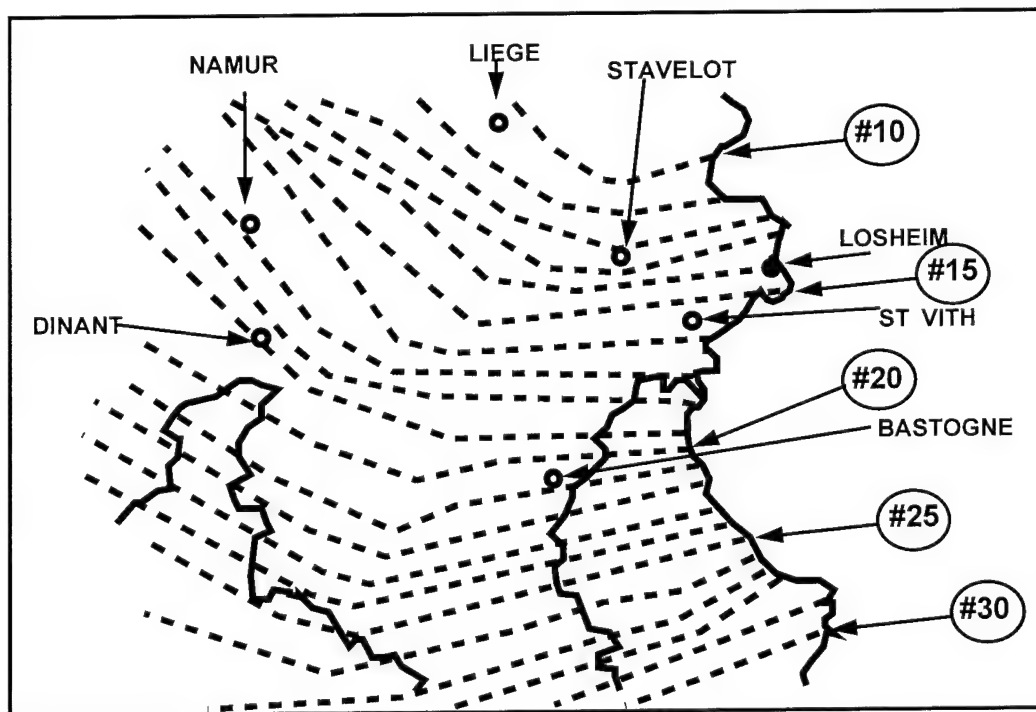 LIEGE
NAMUR
STAVELOT
#10
LOSHEIM
#15
DINANT
ST VITH
#20
BASTOGNE
#25
#30